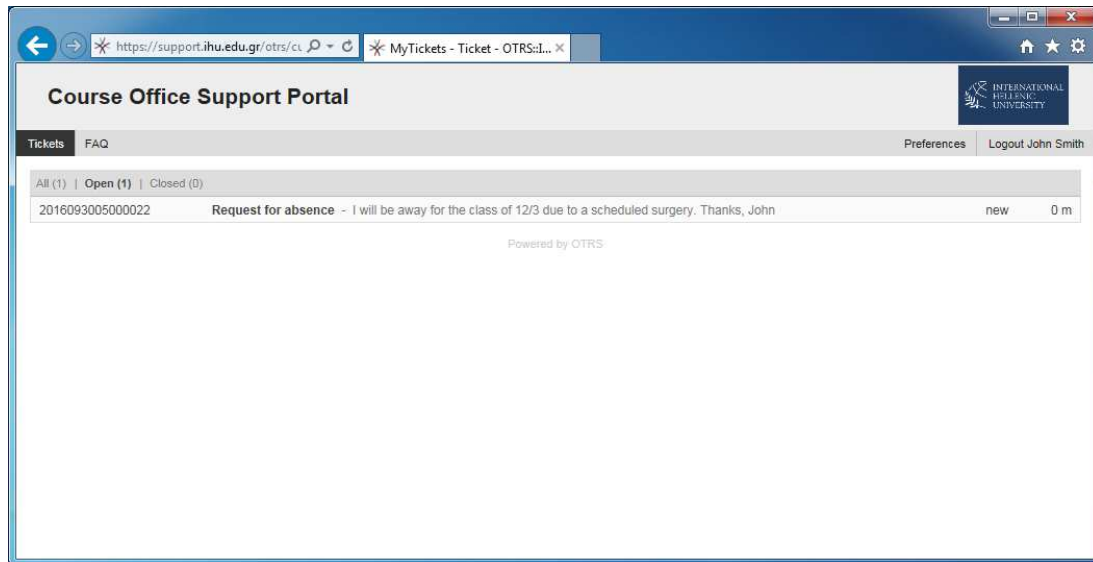 https://support.ihu.edu.gr/otrs/cu
MyTickets - Ticket - OTRS::I...
Course Office Support Portal
INTERNATIONAL
HELLENIC
UNIVERSITY
Tickets FAQ Preferences Logout John Smith
All (1) | Open (1) | Closed (0)
2016093005000022 Request for absence - I will be away for the class of 12/3 due to a scheduled surgery. Thanks, John new 0 m
Powered by OTRS